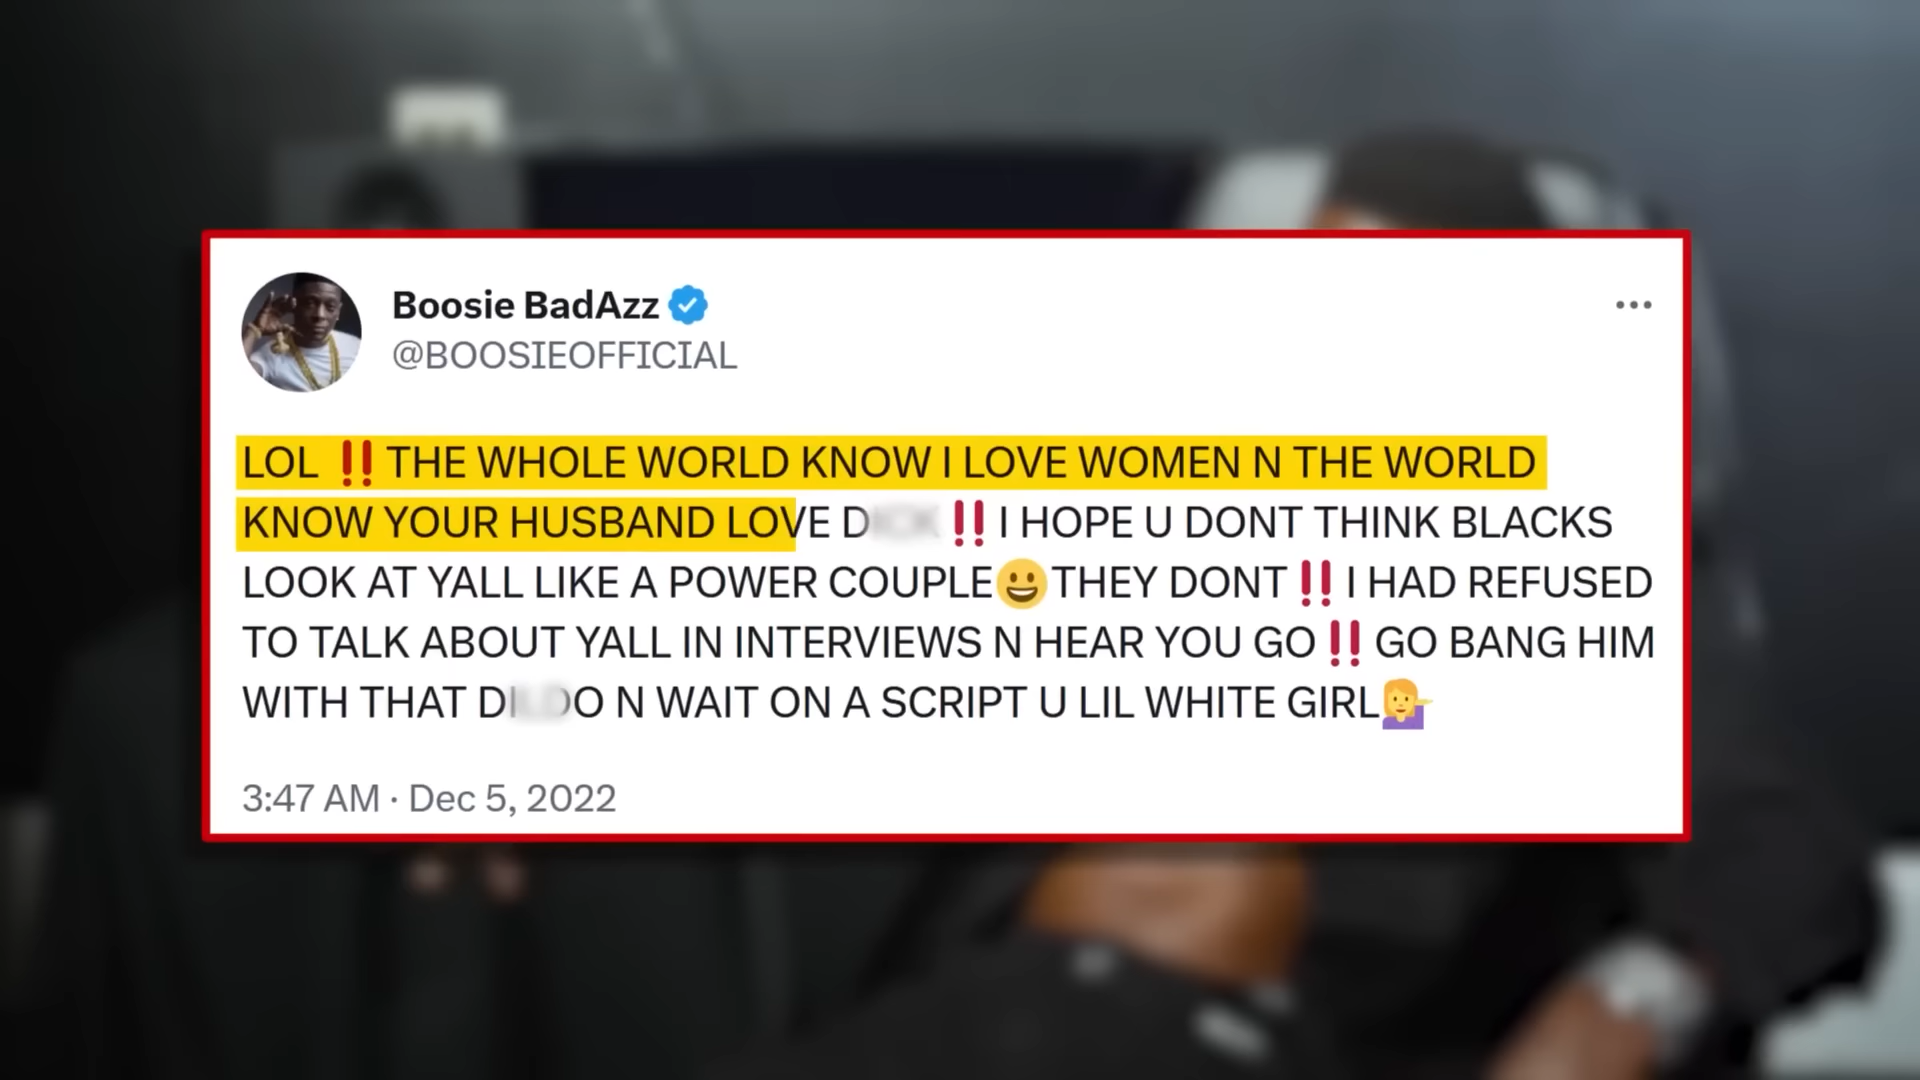 Boosie BadAzz
@BOOSIEOFFICIAL
LOL ‼️ THE WHOLE WORLD KNOW I LOVE WOMEN N THE WORLD
KNOW YOUR HUSBAND LOVE ‼️ I HOPE U DONT THINK BLACKS
LOOK AT YALL LIKE A POWER COUPLE😀THEY DONT‼️ I HAD REFUSED
TO TALK ABOUT YALL IN INTERVIEWS N HEAR YOU GO‼️ GO BANG HIM
WITH THAT N WAIT ON A SCRIPT U LIL WHITE GIRL💁‍♀️
3:47 AM · Dec 5, 2022